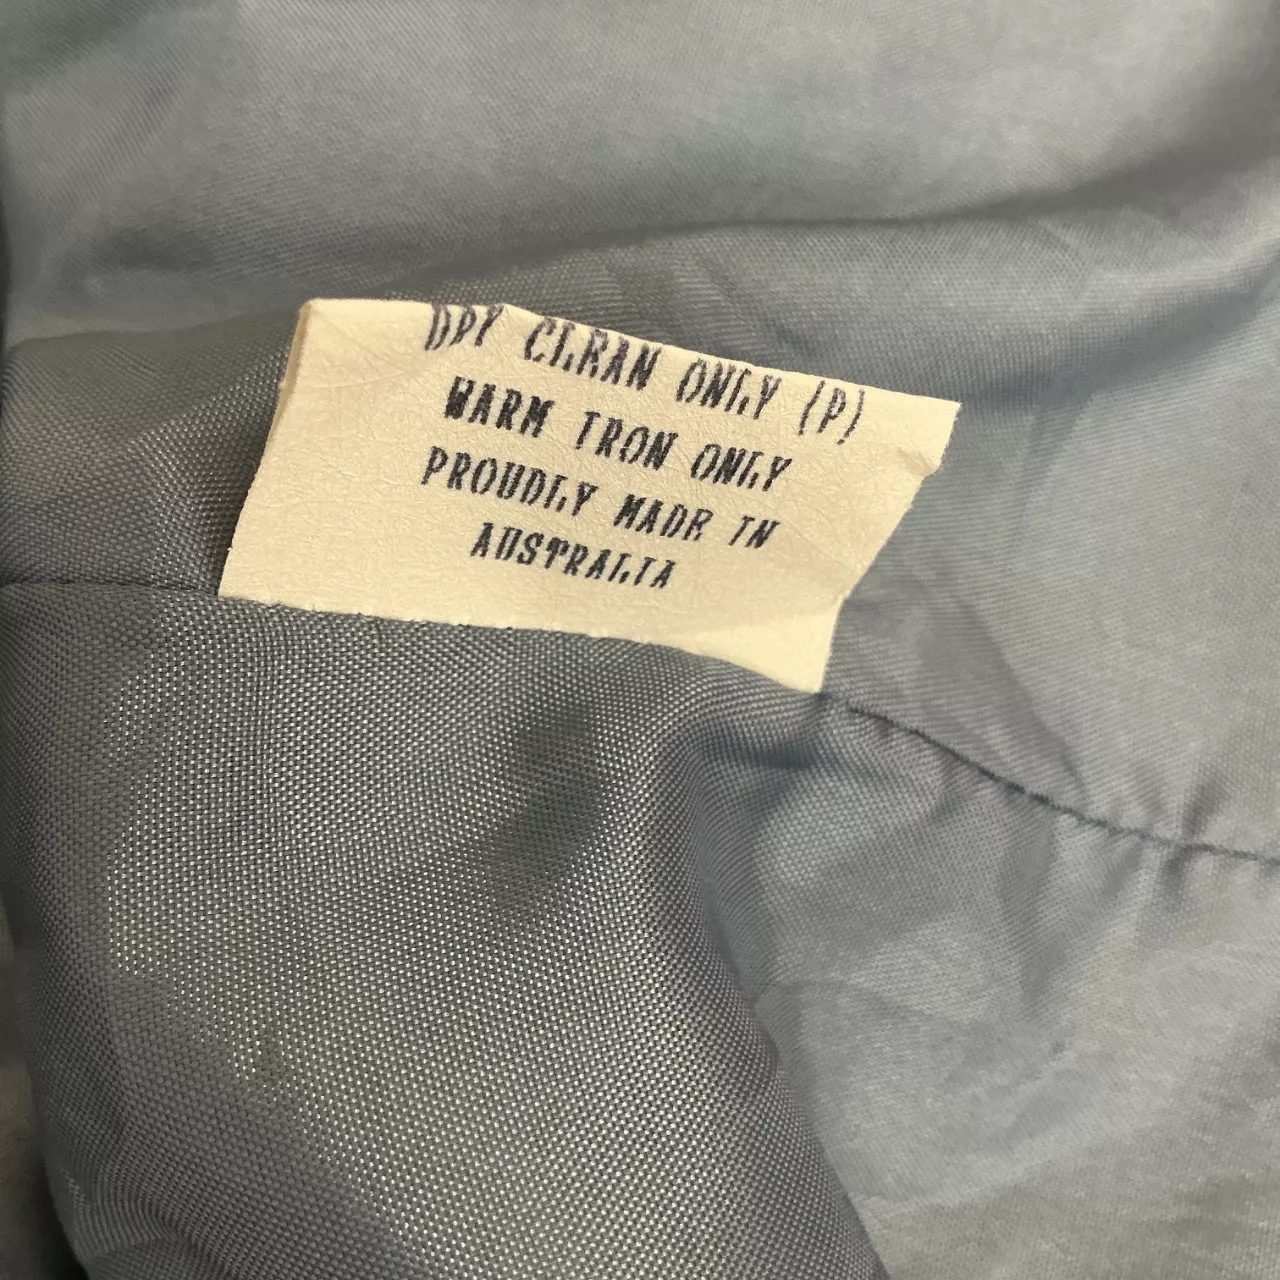 DRY CLEAN ONLY (P)
WARM IRON ONLY
PROUDLY MADE IN
AUSTRALIA